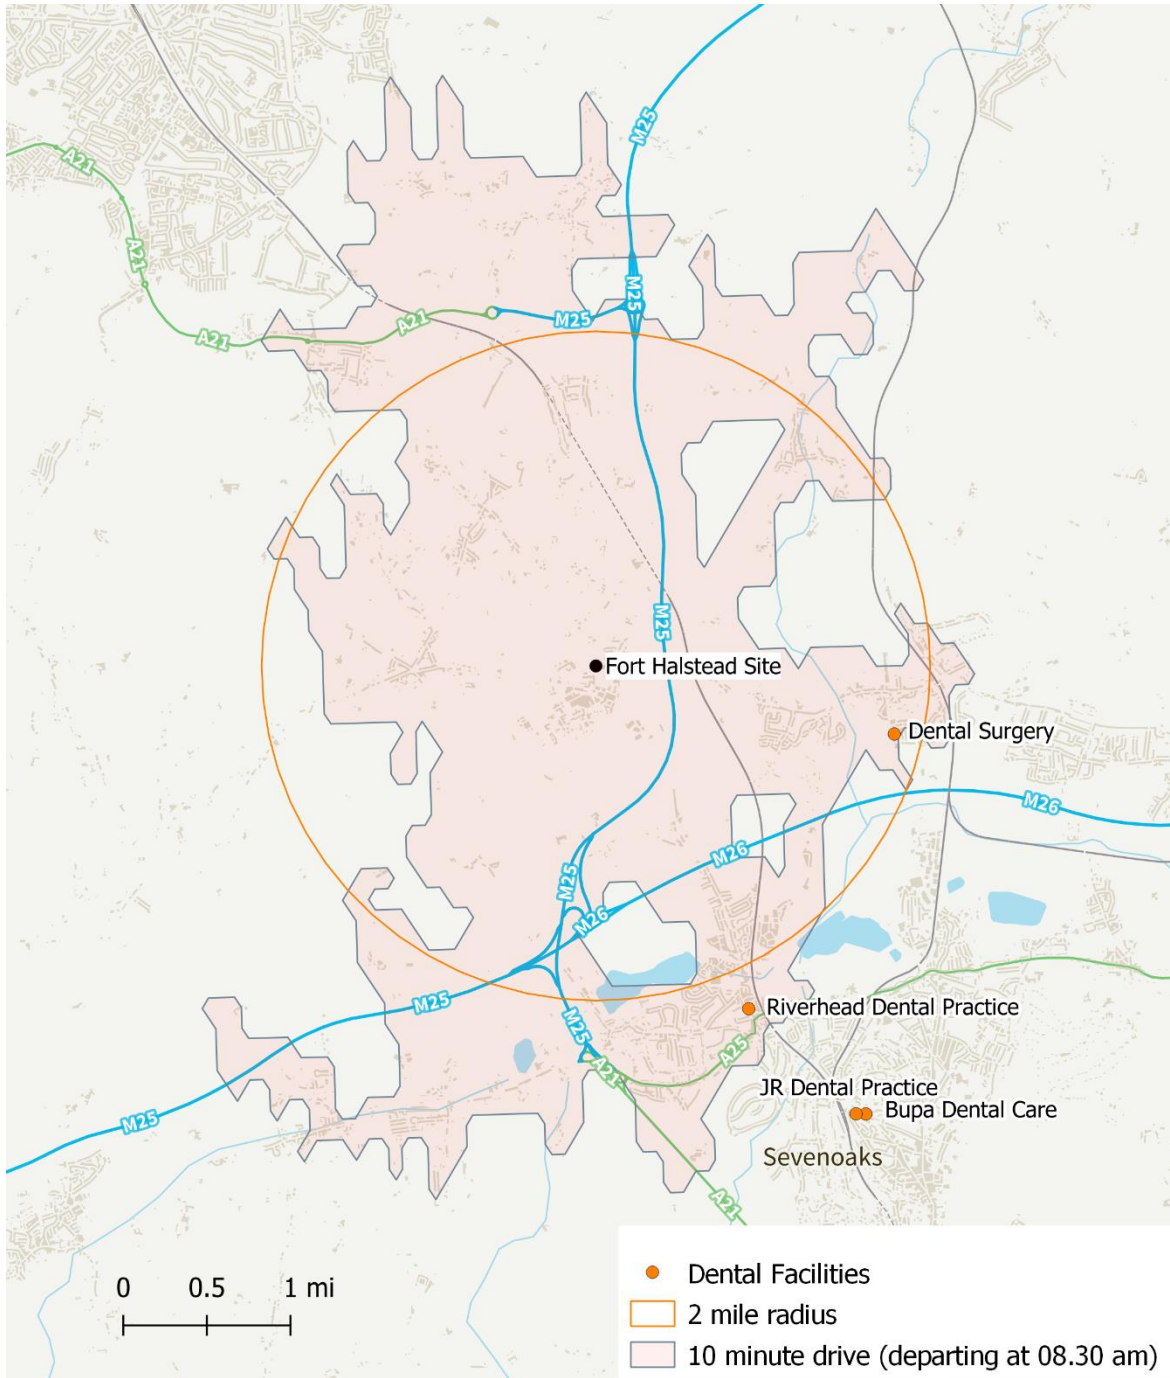 M25
A21
A21
M25
A21
M25
A21
M25
Fort Halstead Site
Dental Surgery
M26
M26
M25
M26
M25
Riverhead Dental Practice
M25
A25
A21
JR Dental Practice
Bupa Dental Care
M25
Sevenoaks
A21
0 0.5 1 mi
Dental Facilities
2 mile radius
10 minute drive (departing at 08.30 am)